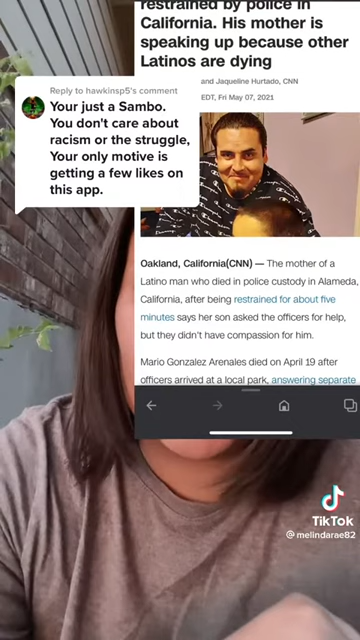 restrained by police in
California. His mother is
speaking up because other
Latinos are dying
and Jaqueline Hurtado, CNN
EDT, Fri May 07, 2021
Reply to hawkinsp5's comment
Your just a Sambo.
You don't care about
racism or the struggle,
Your only motive is
getting a few likes on
this app.
Oakland, California(CNN) — The mother of a
Latino man who died in police custody in Alameda,
California, after being restrained for about five
minutes says her son asked the officers for help,
but they didn't have compassion for him.
Mario Gonzalez Arenales died on April 19 after
officers arrived at a local park, answering separate
TikTok
@melindarae82